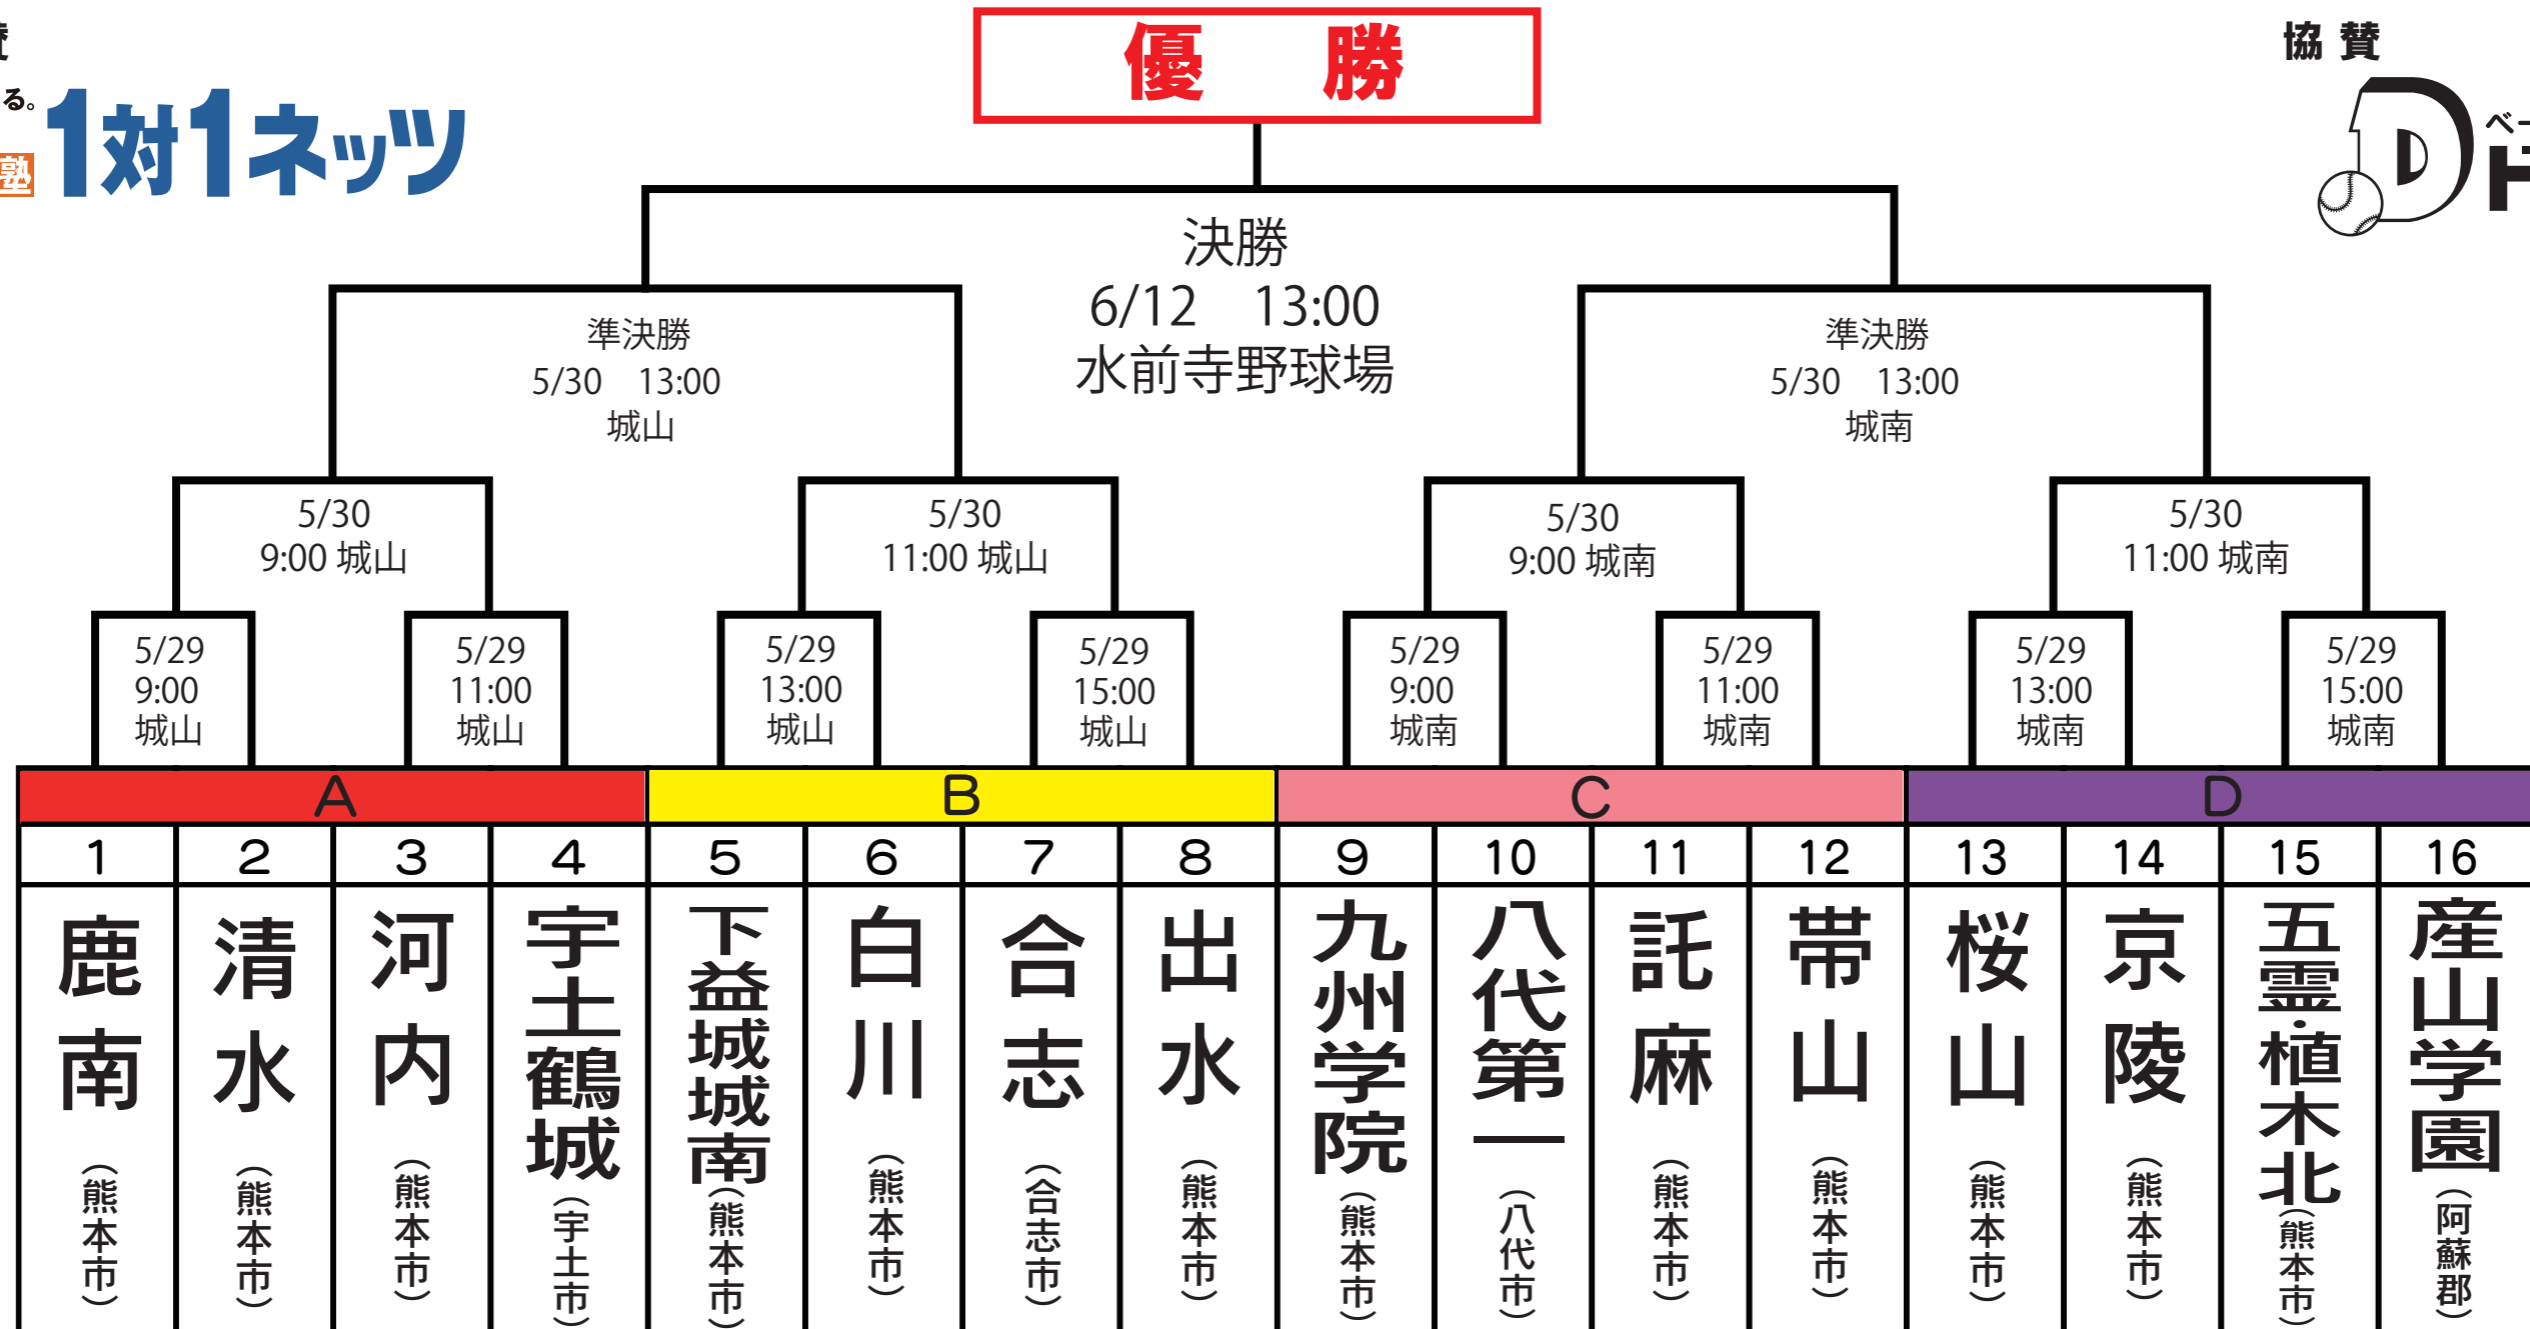 優　勝
協 賛
る。
塾
1対1ネッツ
D
決勝
6/12　13:00
水前寺野球場
準決勝
5/30　13:00
城山
準決勝
5/30　13:00
城南
5/30
9:00 城山
5/30
11:00 城山
5/30
9:00 城南
5/30
11:00 城南
5/29
9:00
城山
5/29
11:00
城山
5/29
13:00
城山
5/29
15:00
城山
5/29
9:00
城南
5/29
11:00
城南
5/29
13:00
城南
5/29
15:00
城南
A
B
C
D
1
2
3
4
5
6
7
8
9
10
11
12
13
14
15
16
鹿南（熊本市）
清水（熊本市）
河内（熊本市）
宇土鶴城（宇土市）
下益城城南（熊本市）
白川（熊本市）
合志（合志市）
出水（熊本市）
九州学院（熊本市）
八代第一（八代市）
託麻（熊本市）
帯山（熊本市）
桜山（熊本市）
京陵（熊本市）
五霊・植木北（熊本市）
産山学園（阿蘇郡）